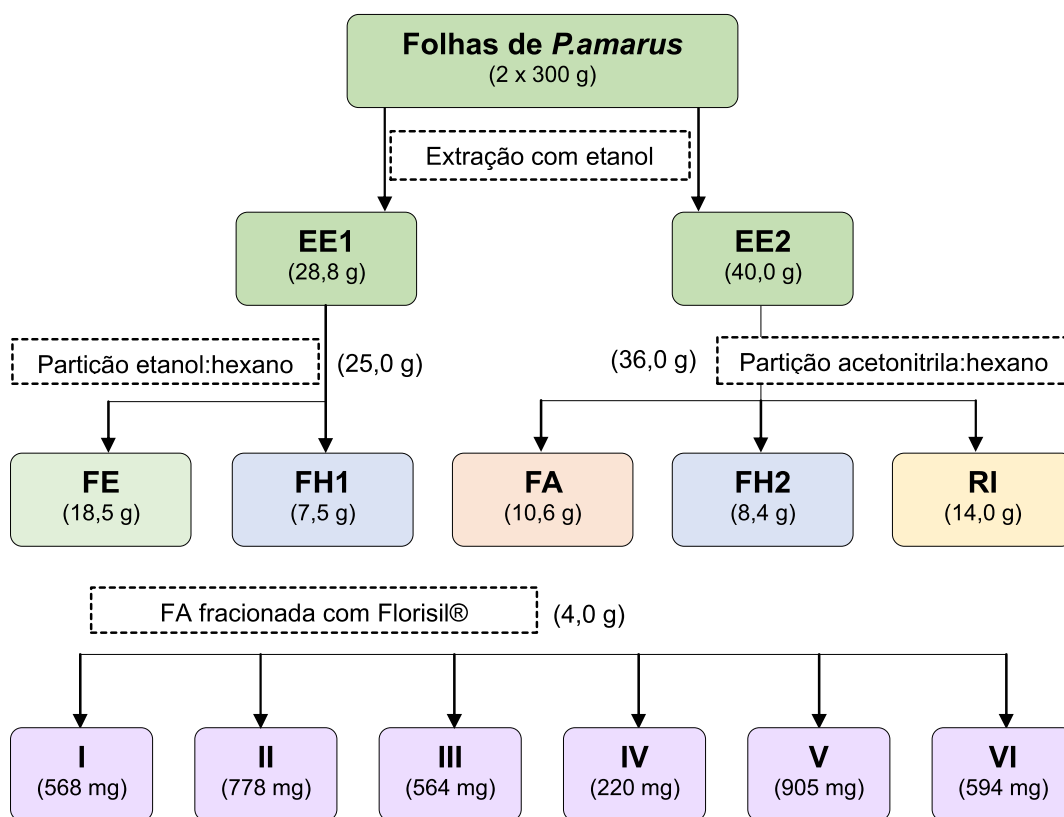 Folhas de P.amarus
(2 x 300 g)
Extração com etanol
EE1
(28,8 g)
EE2
(40,0 g)
Partição etanol:hexano
(25,0 g)
(36,0 g)
Partição acetonitrila:hexano
FE
(18,5 g)
FH1
(7,5 g)
FA
(10,6 g)
FH2
(8,4 g)
RI
(14,0 g)
FA fracionada com Florisil®
(4,0 g)
I
(568 mg)
II
(778 mg)
III
(564 mg)
IV
(220 mg)
V
(905 mg)
VI
(594 mg)